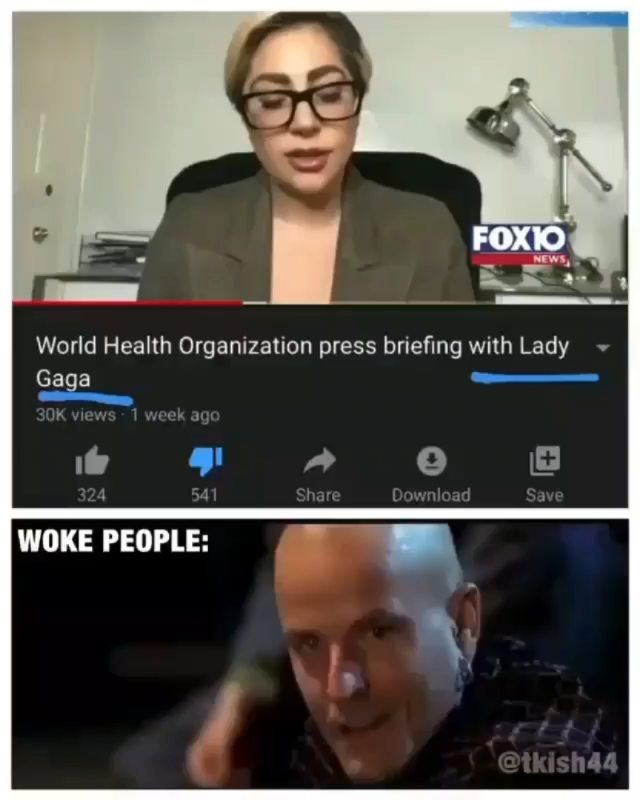 FOX10
NEWS
World Health Organization press briefing with Lady
Gaga
30K views · 1 week ago
324
541
Share
Download
Save
WOKE PEOPLE:
@tkish44